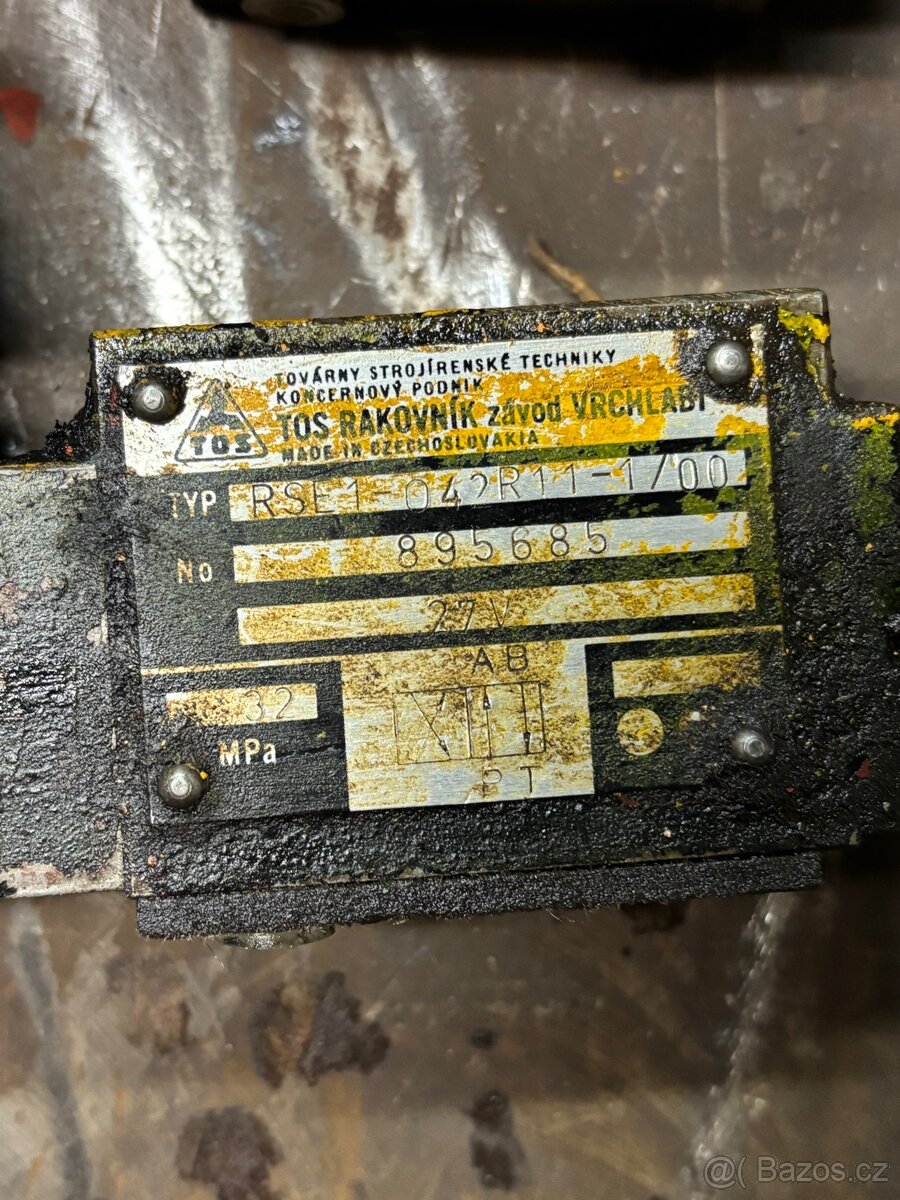 TOVÁRNY STROJÍRENSKÉ TECHNIKY
KONCERNOVÝ PODNIK
TOS RAKOVNÍK závod VRCHLABÍ
MADE IN CZECHOSLOVAKIA
TOS
TYP RSE1-042R11-1/00
No 895685
27V
AB
32
MPa
PT
@( Bazos.cz